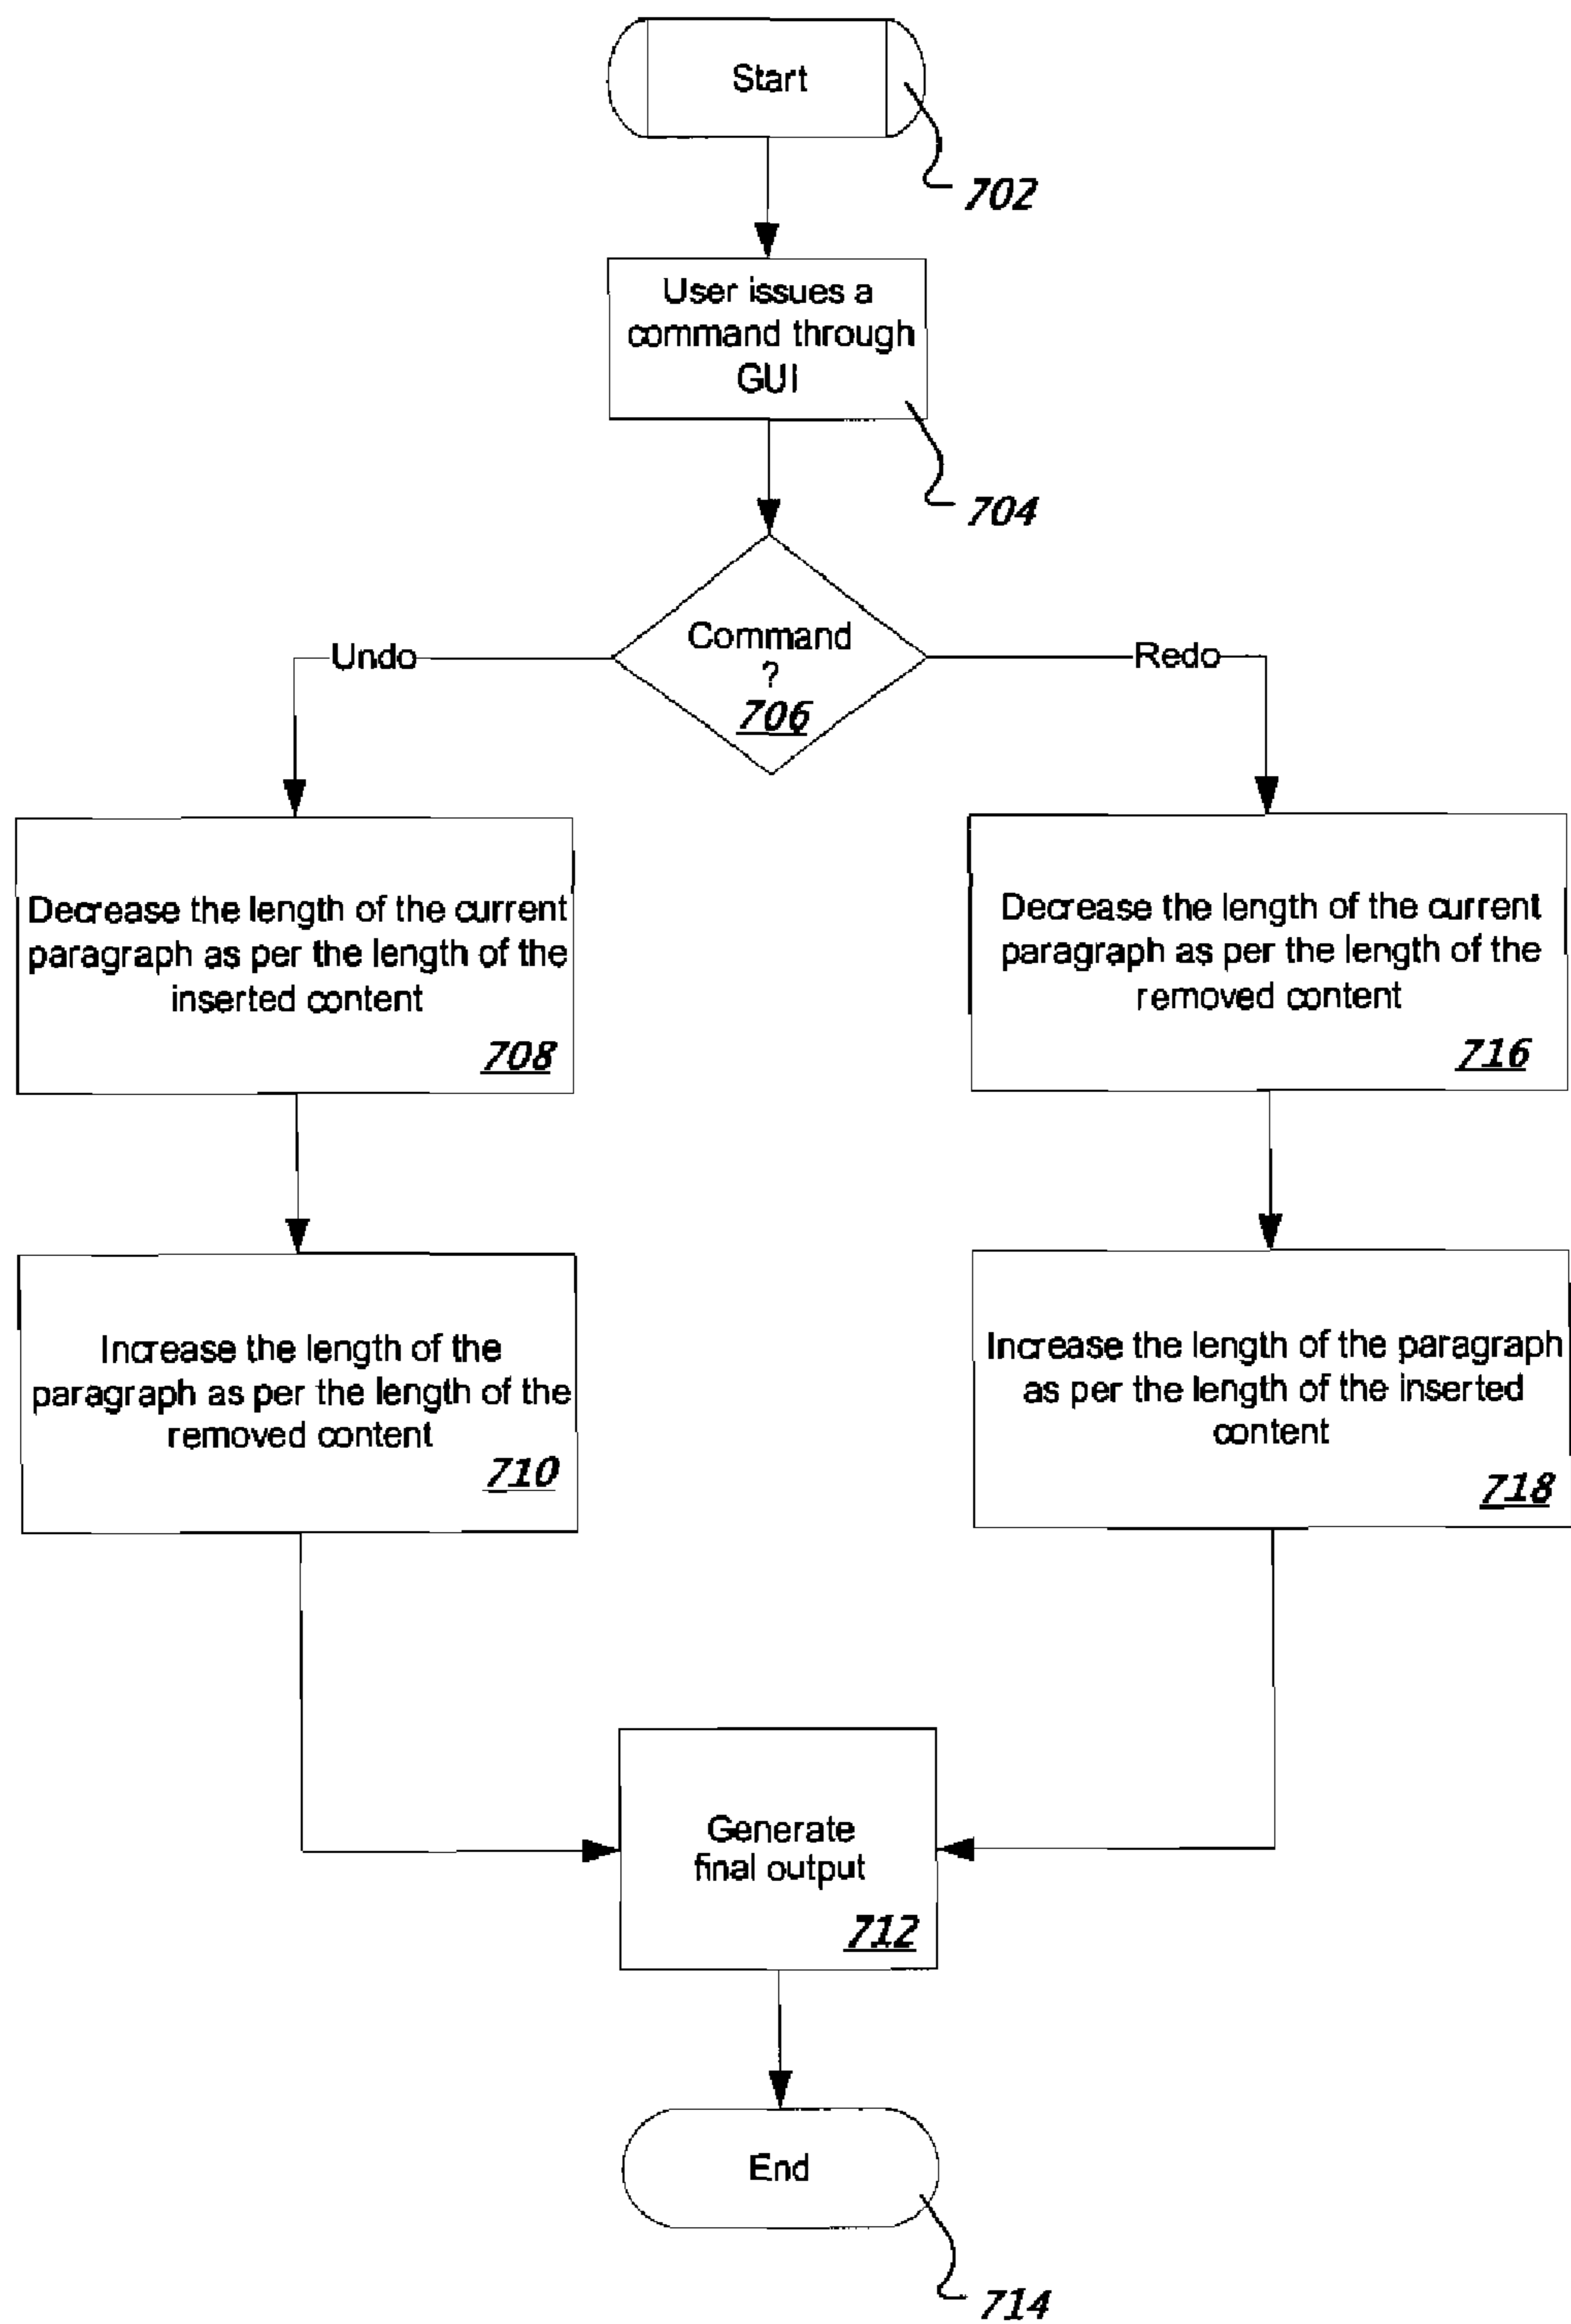 Start
702
User issues a
command through
GUI
704
Command
?
706
Undo
Redo
Decrease the length of the current
paragraph as per the length of the
inserted content
708
Decrease the length of the current
paragraph as per the length of the
removed content
716
Increase the length of the
paragraph as per the length of the
removed content
710
Increase the length of the paragraph
as per the length of the inserted
content
718
Generate
final output
712
End
714